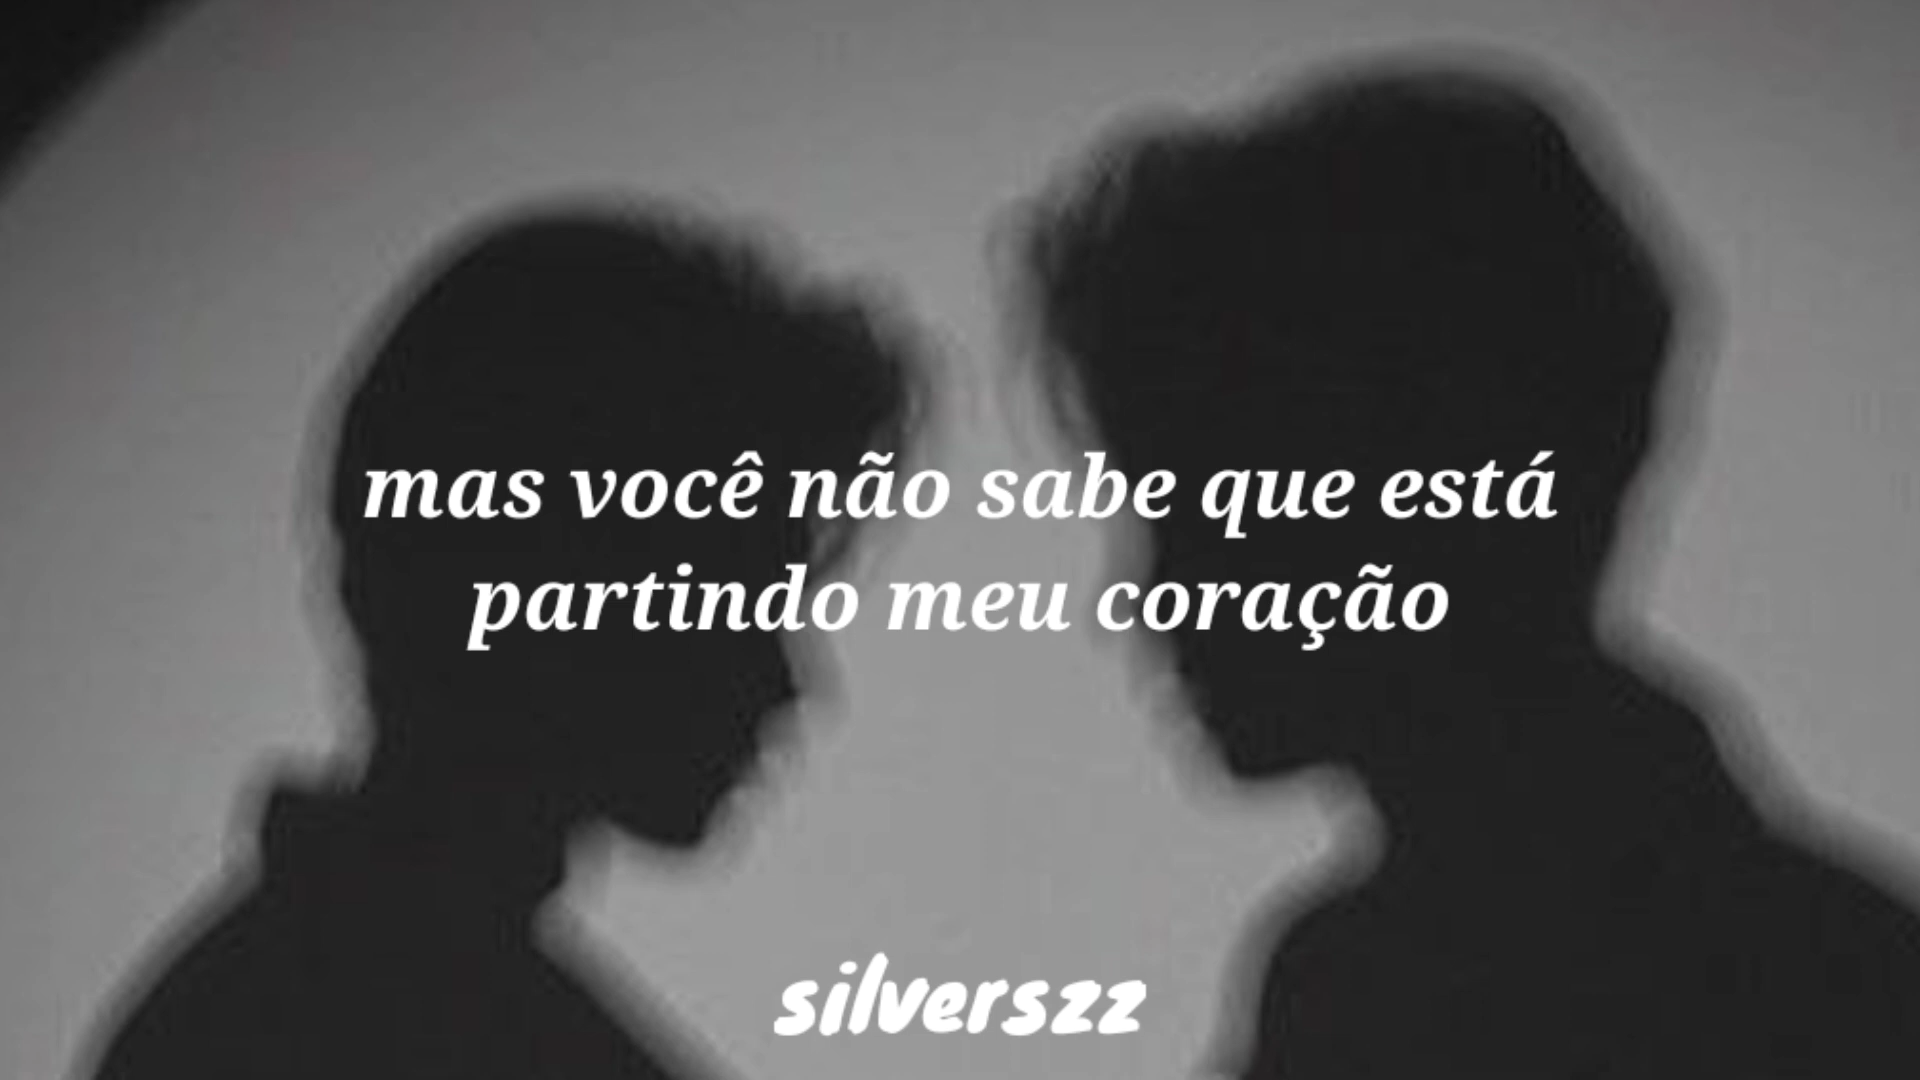 mas você não sabe que está
partindo meu coração
silverszz